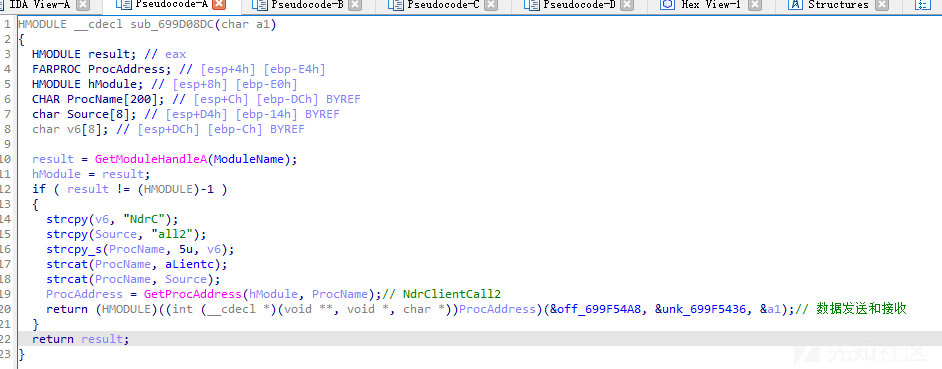 IDA View-A Pseudocode-A Pseudocode-B Pseudocode-C Pseudocode-D Hex View-1 Structures
1 HMODULE __cdecl sub_699D08DC(char a1)
2 {
3 HMODULE result; // eax
4 FARPROC ProcAddress; // [esp+4h] [ebp-E4h]
5 HMODULE hModule; // [esp+8h] [ebp-E0h]
6 CHAR ProcName[200]; // [esp+Ch] [ebp-DCh] BYREF
7 char Source[8]; // [esp+D4h] [ebp-14h] BYREF
8 char v6[8]; // [esp+DCh] [ebp-Ch] BYREF
9
10 result = GetModuleHandleA(ModuleName);
11 hModule = result;
12 if ( result != (HMODULE)-1 )
13 {
14 strcpy(v6, "NdrC");
15 strcpy(Source, "all2");
16 strcpy_s(ProcName, 5u, v6);
17 strcat(ProcName, aLientc);
18 strcat(ProcName, Source);
19 ProcAddress = GetProcAddress(hModule, ProcName);// NdrClientCall2
20 return (HMODULE)((int (__cdecl *)(void **, void *, char *))ProcAddress)(&off_699F54A8, &unk_699F5436, &a1);// 数据发送和接收
21 }
22 return result;
23 }
先知社区